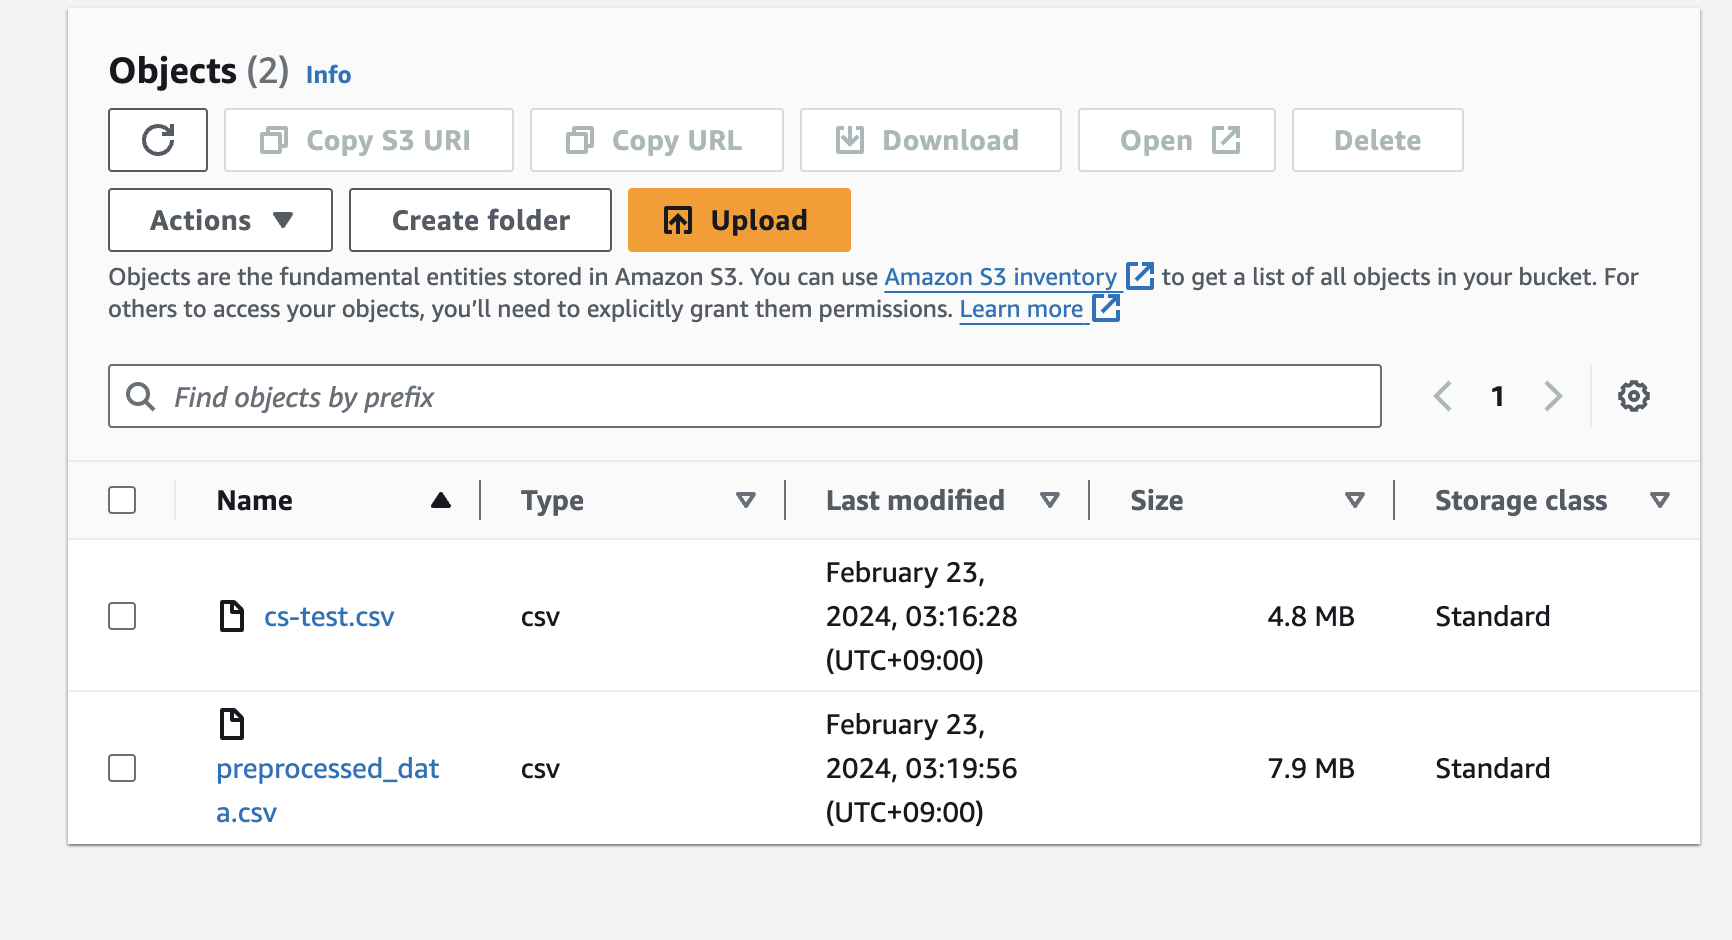 Objects (2) Info
Copy S3 URI Copy URL Download Open Delete
Actions Create folder Upload
Objects are the fundamental entities stored in Amazon S3. You can use Amazon S3 inventory to get a list of all objects in your bucket. For
others to access your objects, you’ll need to explicitly grant them permissions. Learn more
Find objects by prefix 1
Name Type Last modified Size Storage class
cs-test.csv csv February 23,
2024, 03:16:28
(UTC+09:00) 4.8 MB Standard
preprocessed_dat
a.csv csv February 23,
2024, 03:19:56
(UTC+09:00) 7.9 MB Standard